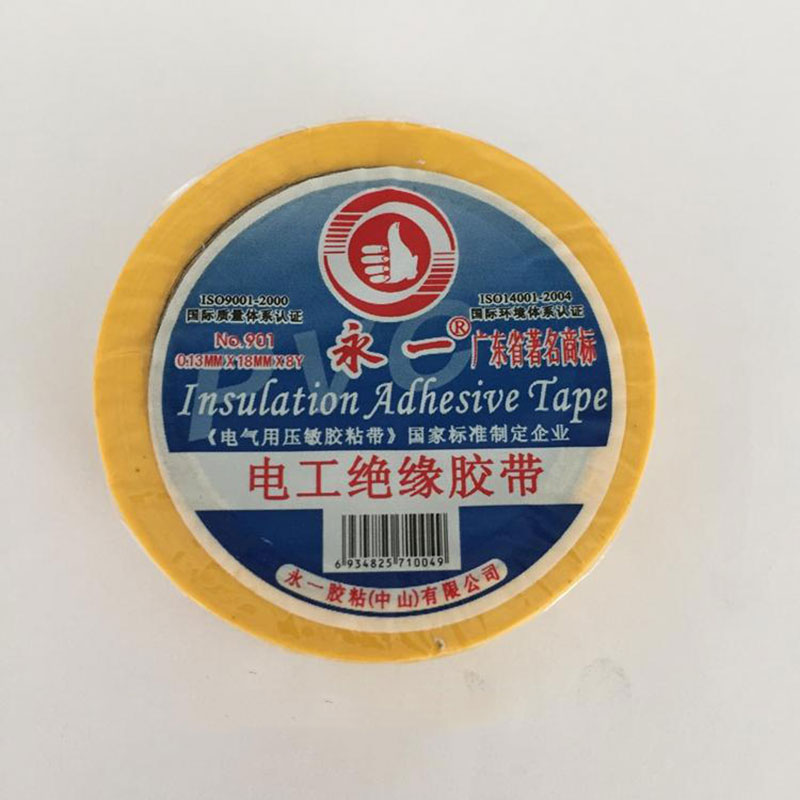 ISO9001-2000
国际质量体系认证
ISO14001-2004
国际环境体系认证
No.901
0.13MM X 18MM X 8Y
永一®
广东省著名商标
PVC
Insulation Adhesive Tape
《电气用压敏胶粘带》国家标准制定企业
电工绝缘胶带
6 934825 710049
永一胶粘(中山)有限公司